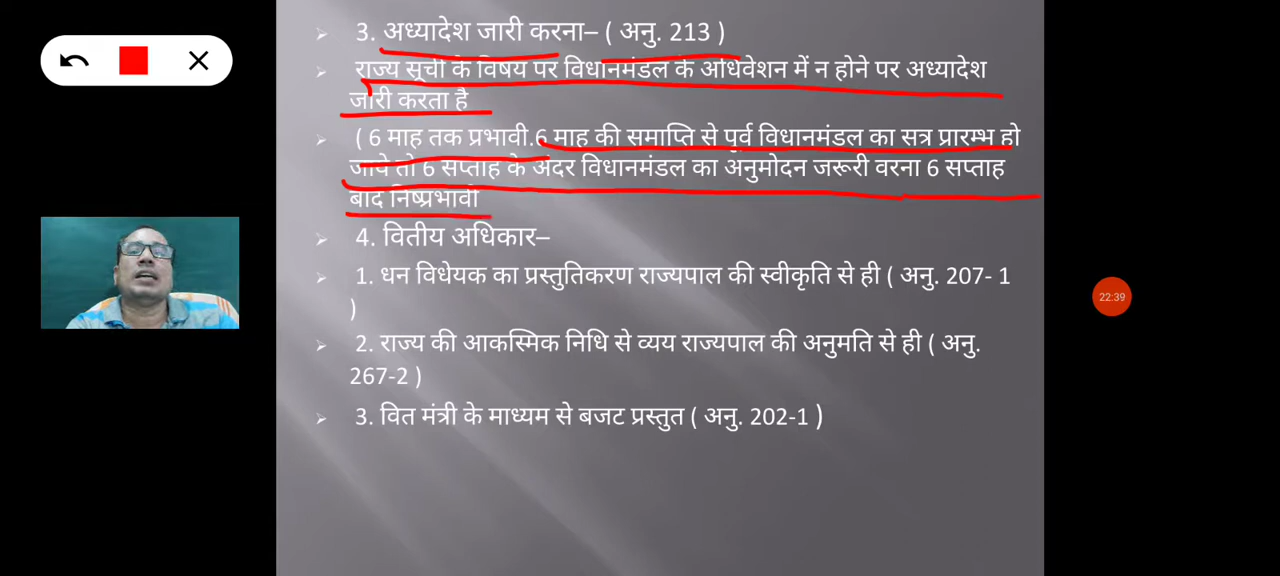 3. अध्यादेश जारी करना– ( अनु. 213 )
राज्य सूची के विषय पर विधानमंडल के अधिवेशन में न होने पर अध्यादेश
जारी करता है
( 6 माह तक प्रभावी.6 माह की समाप्ति से पूर्व विधानमंडल का सत्र प्रारम्भ हो
जाये तो 6 सप्ताह के अंदर विधानमंडल का अनुमोदन जरूरी वरना 6 सप्ताह
बाद निष्प्रभावी
4. वितीय अधिकार–
1. धन विधेयक का प्रस्तुतिकरण राज्यपाल की स्वीकृति से ही ( अनु. 207- 1
)
2. राज्य की आकस्मिक निधि से व्यय राज्यपाल की अनुमति से ही ( अनु.
267-2 )
3. वित मंत्री के माध्यम से बजट प्रस्तुत ( अनु. 202-1 )
22:39